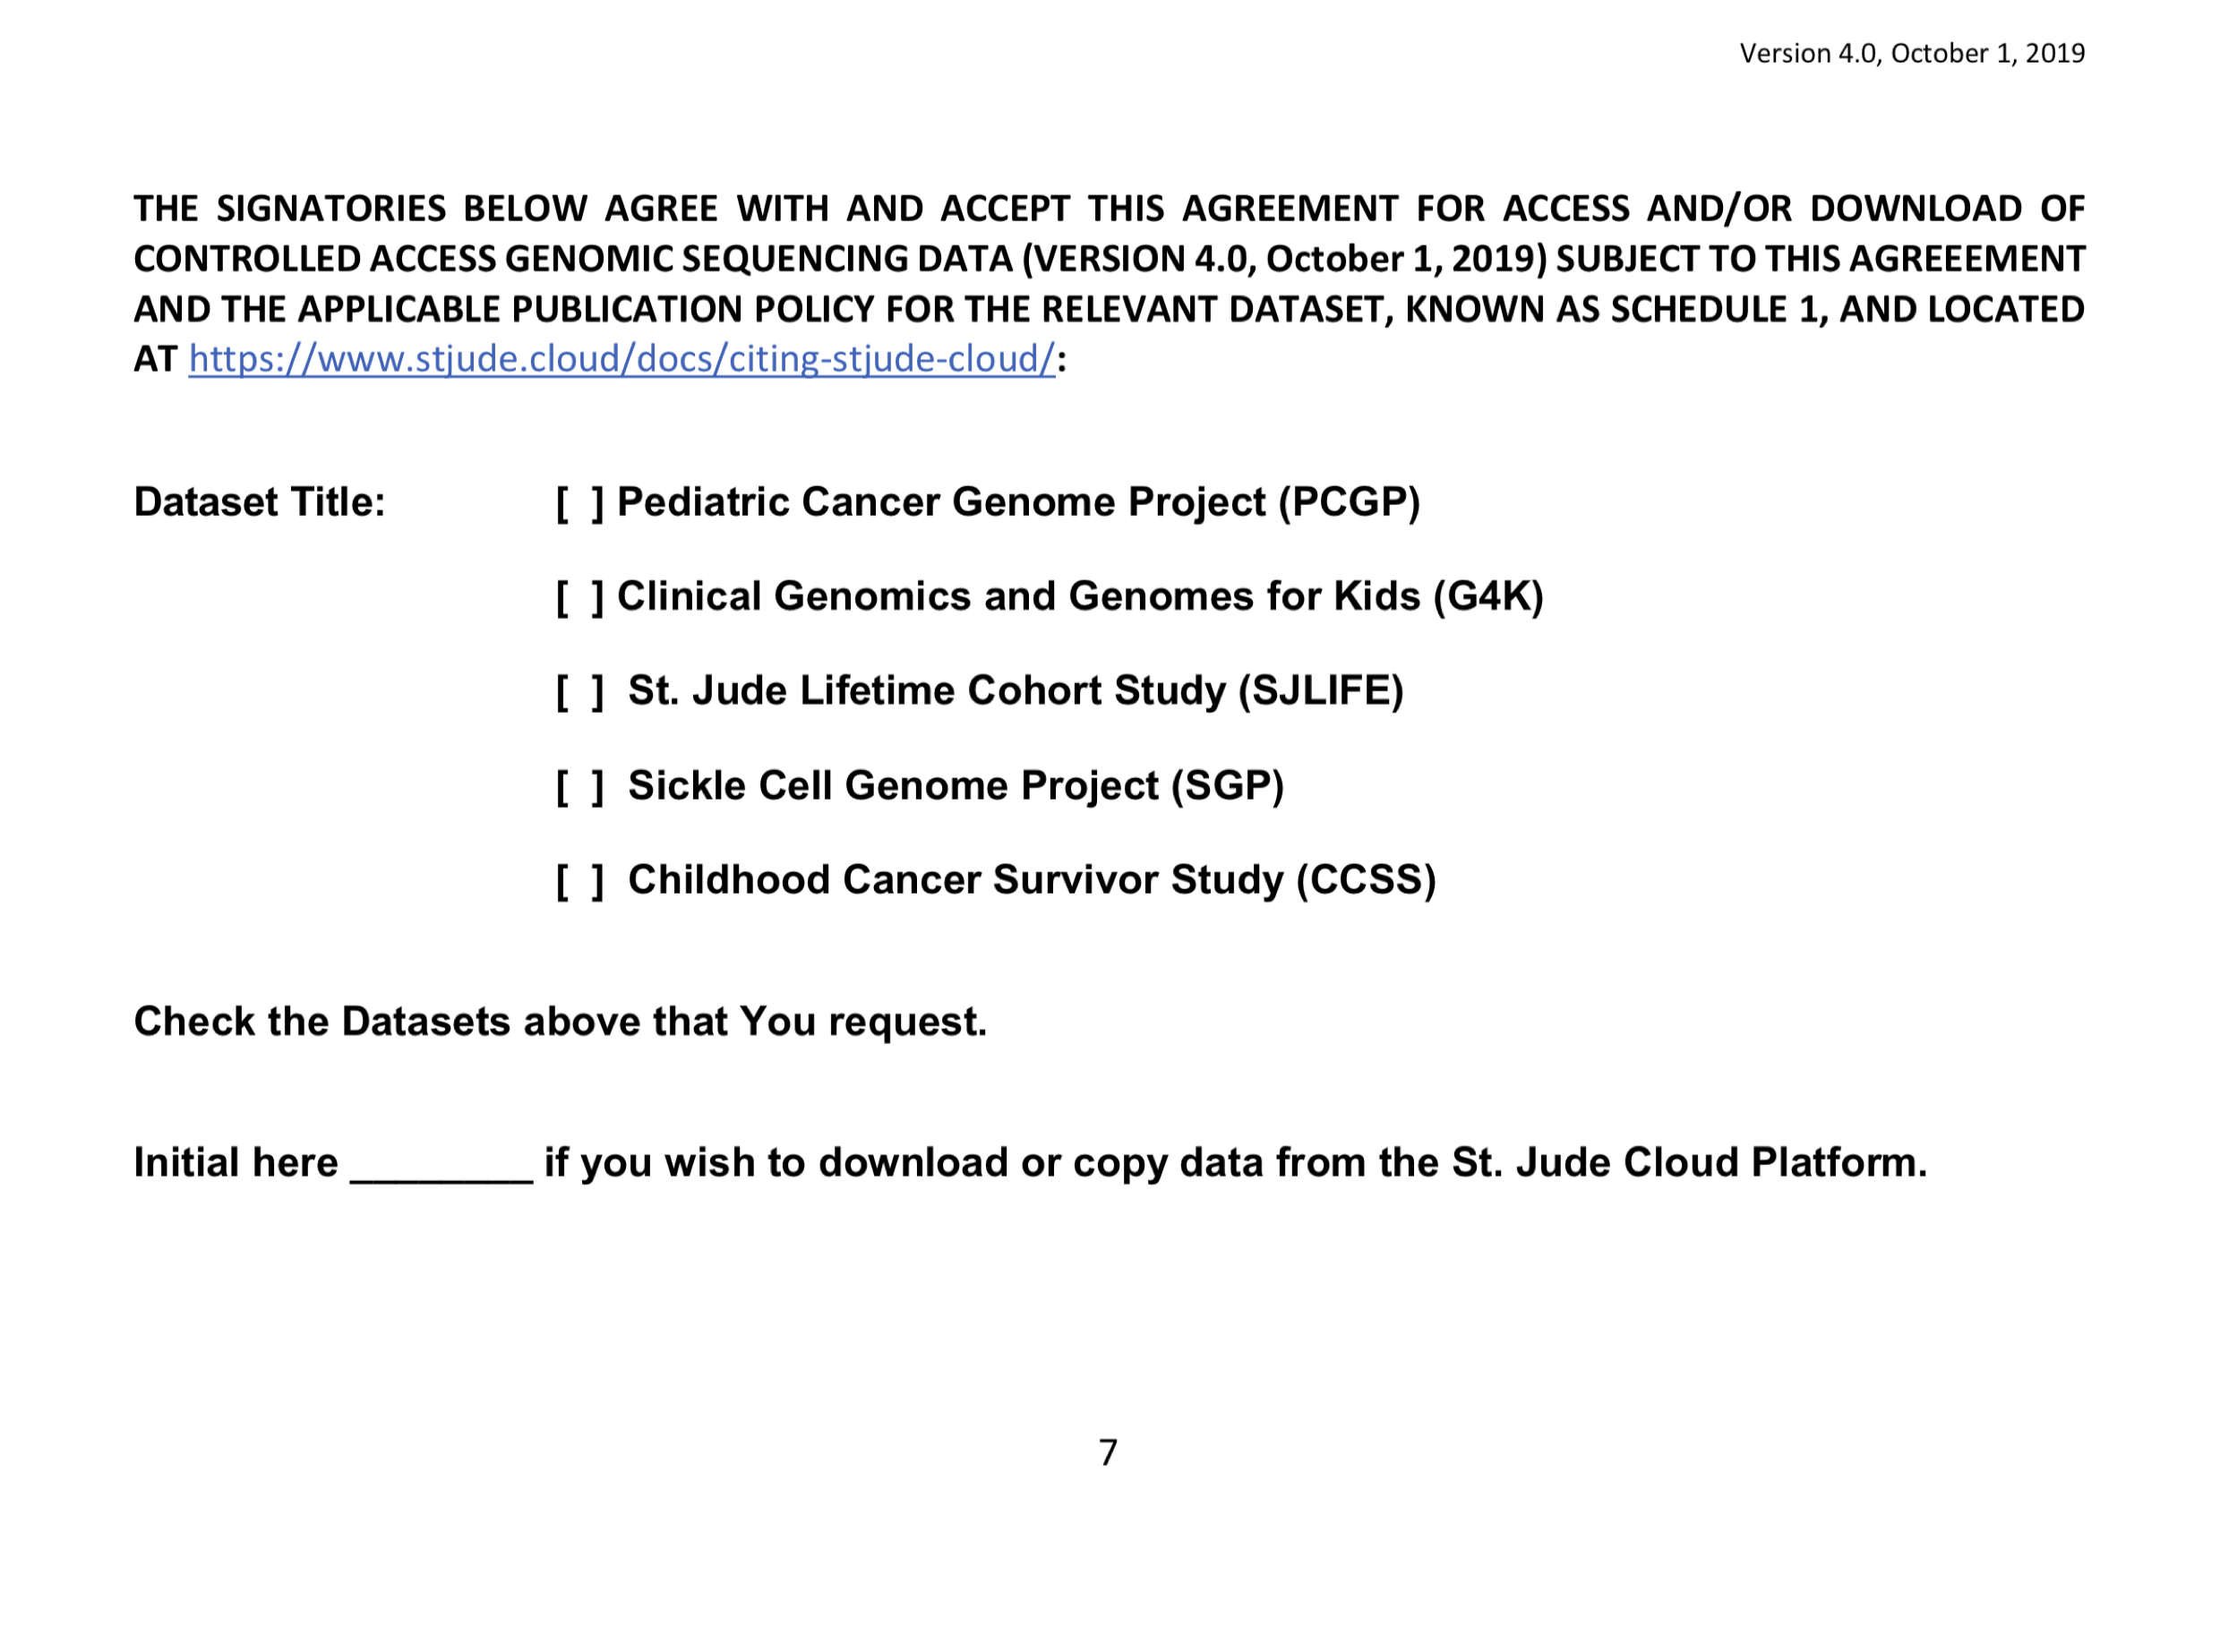 Version 4.0, October 1, 2019
THE SIGNATORIES BELOW AGREE WITH AND ACCEPT THIS AGREEMENT FOR ACCESS AND/OR DOWNLOAD OF
CONTROLLED ACCESS GENOMIC SEQUENCING DATA (VERSION 4.0, October 1, 2019) SUBJECT TO THIS AGREEEMENT
AND THE APPLICABLE PUBLICATION POLICY FOR THE RELEVANT DATASET, KNOWN AS SCHEDULE 1, AND LOCATED
AT https://www.stjude.cloud/docs/citing-stjude-cloud/:
Dataset Title: [ ] Pediatric Cancer Genome Project (PCGP)
[ ] Clinical Genomics and Genomes for Kids (G4K)
[ ] St. Jude Lifetime Cohort Study (SJLIFE)
[ ] Sickle Cell Genome Project (SGP)
[ ] Childhood Cancer Survivor Study (CCSS)
Check the Datasets above that You request.
Initial here ________ if you wish to download or copy data from the St. Jude Cloud Platform.
7